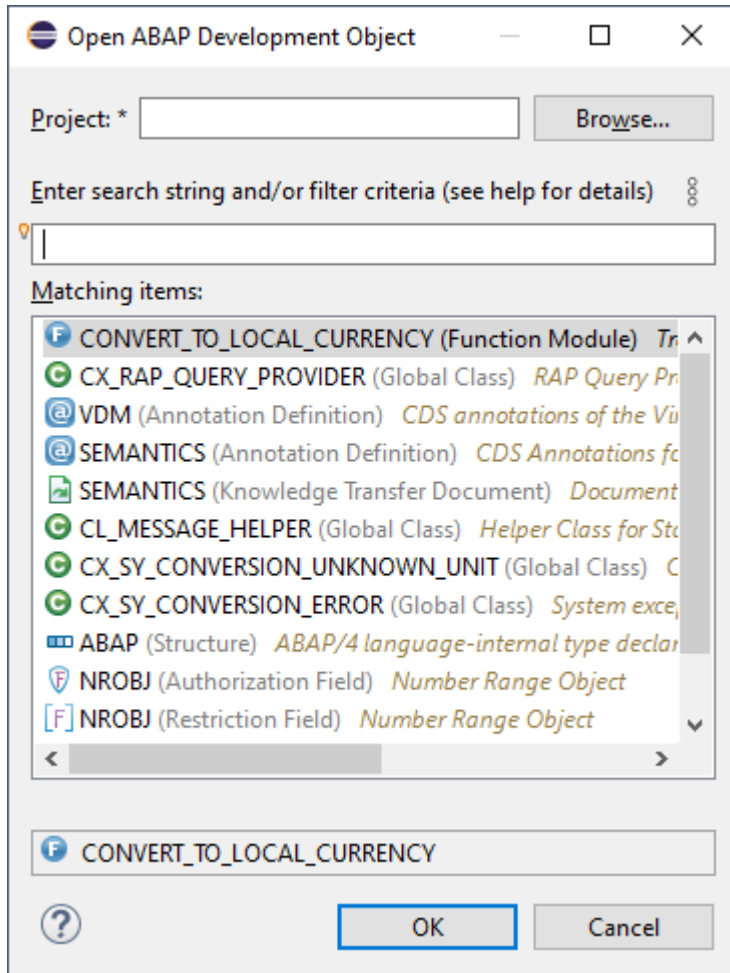 Open ABAP Development Object
Project: * Browse...
Enter search string and/or filter criteria (see help for details)
Matching items:
F CONVERT_TO_LOCAL_CURRENCY (Function Module)
C CX_RAP_QUERY_PROVIDER (Global Class) RAP Query
@ VDM (Annotation Definition) CDS annotations of the
@ SEMANTICS (Annotation Definition) CDS Annotations
SEMANTICS (Knowledge Transfer Document) Document
C CL_MESSAGE_HELPER (Global Class) Helper Class for
C CX_SY_CONVERSION_UNKNOWN_UNIT (Global Class) C
C CX_SY_CONVERSION_ERROR (Global Class) System
ABAP (Structure) ABAP/4 language-internal type
F NROBJ (Authorization Field) Number Range Object
[F] NROBJ (Restriction Field) Number Range Object
F CONVERT_TO_LOCAL_CURRENCY
? OK Cancel